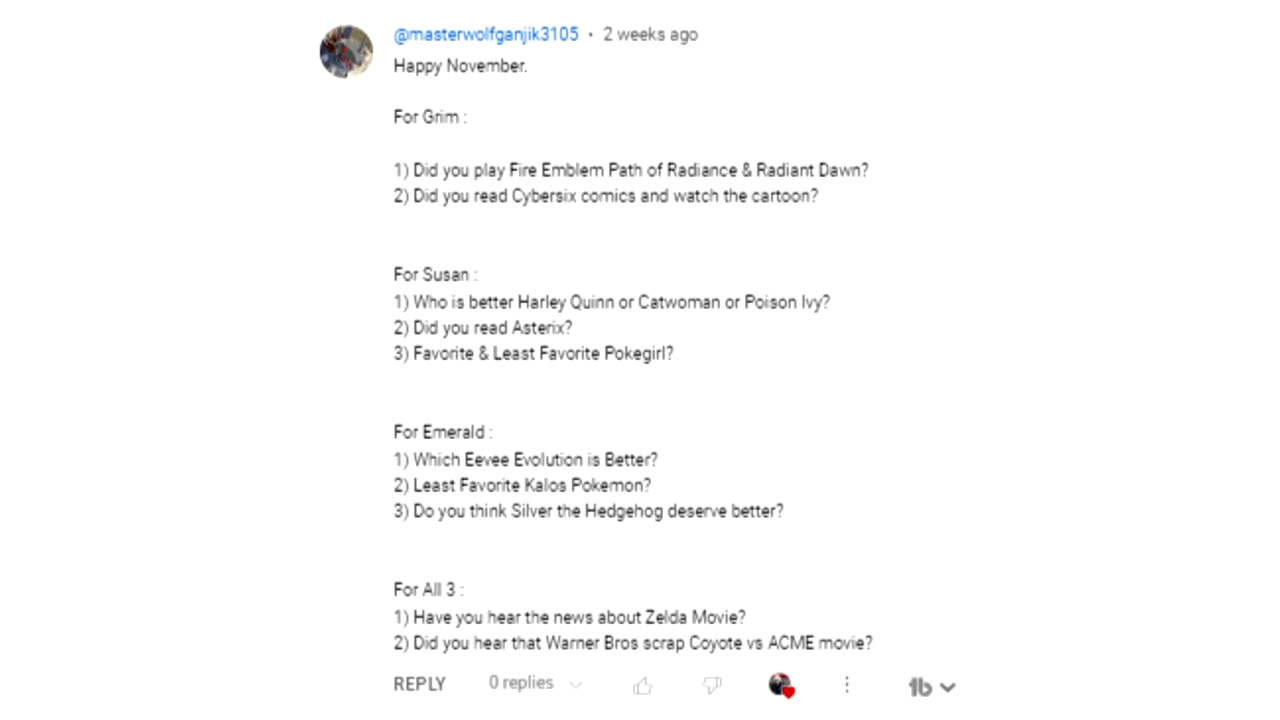 @masterwolfganjik3105 • 2 weeks ago
Happy November.
For Grim :
1) Did you play Fire Emblem Path of Radiance & Radiant Dawn?
2) Did you read Cybersix comics and watch the cartoon?
For Susan :
1) Who is better Harley Quinn or Catwoman or Poison Ivy?
2) Did you read Asterix?
3) Favorite & Least Favorite Pokegirl?
For Emerald :
1) Which Eevee Evolution is Better?
2) Least Favorite Kalos Pokemon?
3) Do you think Silver the Hedgehog deserve better?
For All 3 :
1) Have you hear the news about Zelda Movie?
2) Did you hear that Warner Bros scrap Coyote vs ACME movie?
REPLY 0 replies